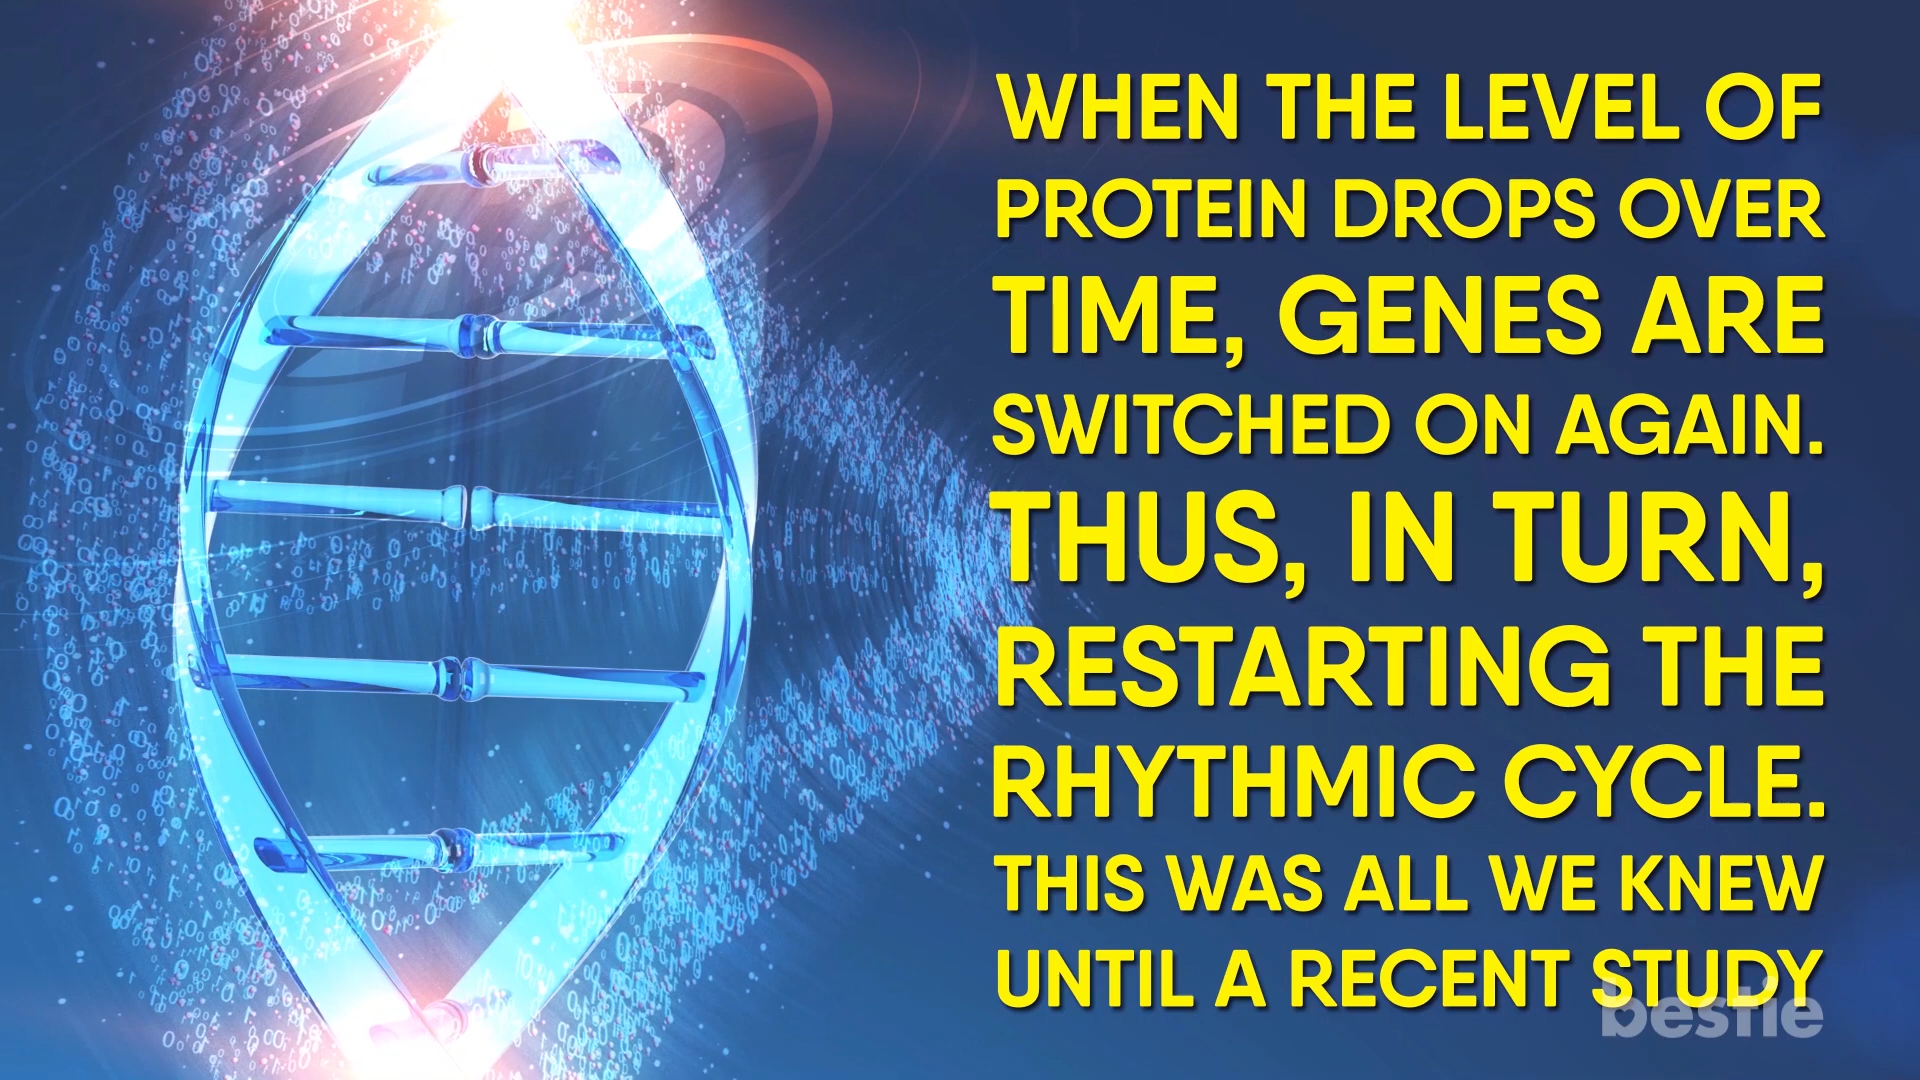 WHEN THE LEVEL OF
PROTEIN DROPS OVER
TIME, GENES ARE
SWITCHED ON AGAIN.
THUS, IN TURN,
RESTARTING THE
RHYTHMIC CYCLE.
THIS WAS ALL WE KNEW
UNTIL A RECENT STUDY
bestie